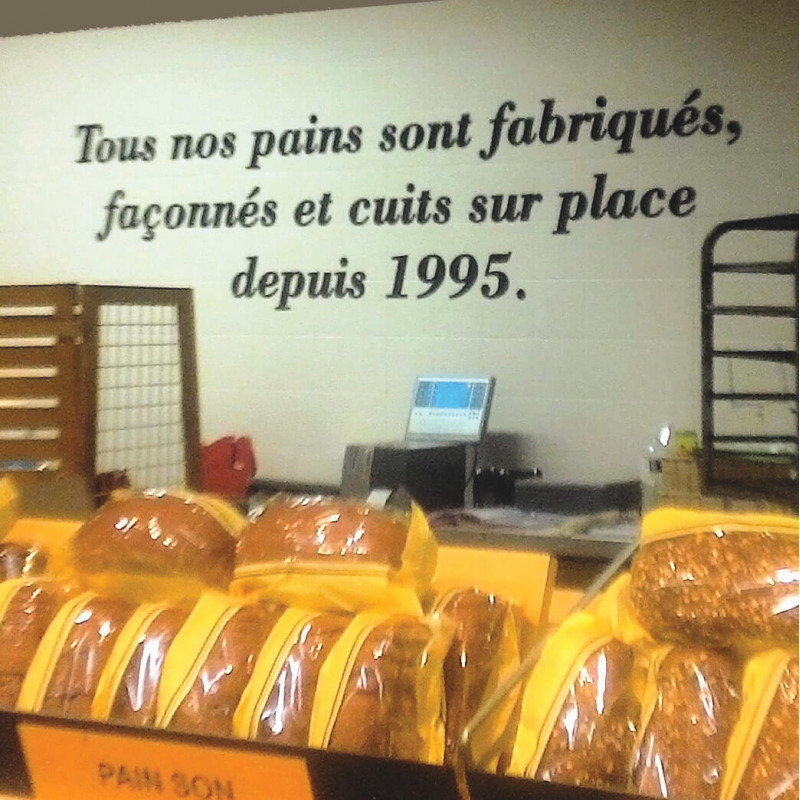 Tous nos pains sont fabriqués,
façonnés et cuits sur place
depuis 1995.
PAIN SON